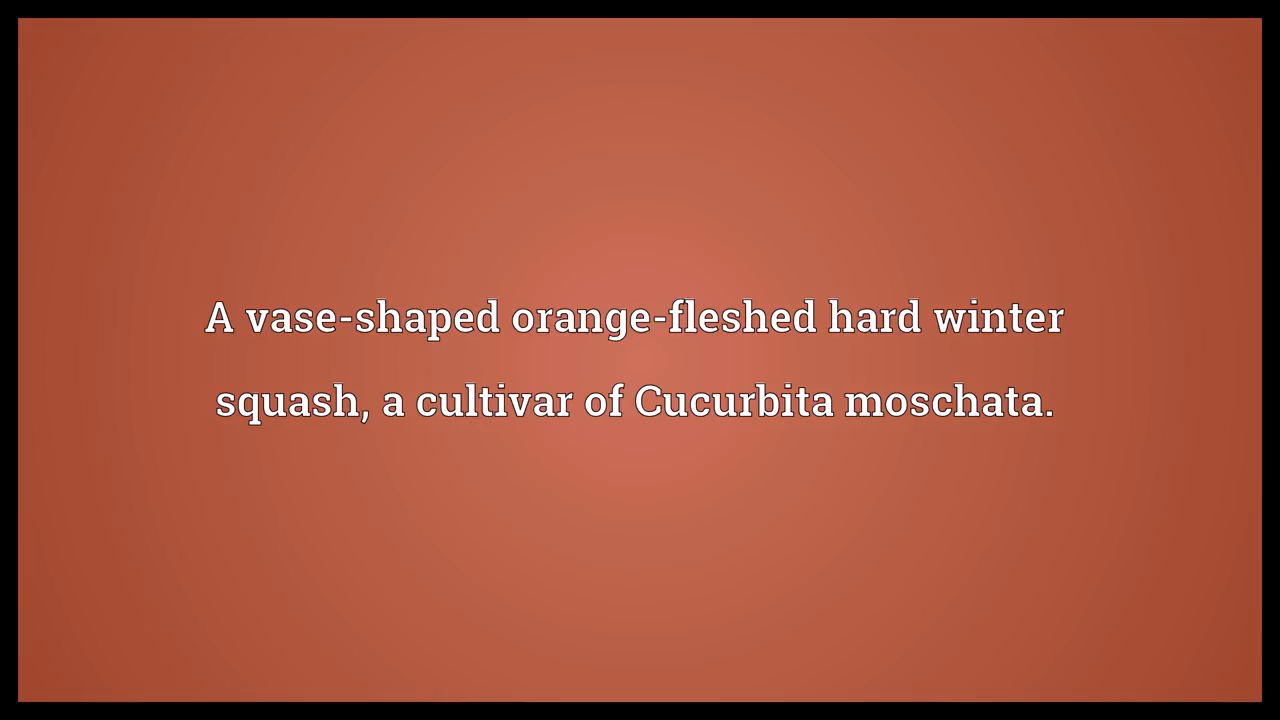 A vase-shaped orange-fleshed hard winter
squash, a cultivar of Cucurbita moschata.